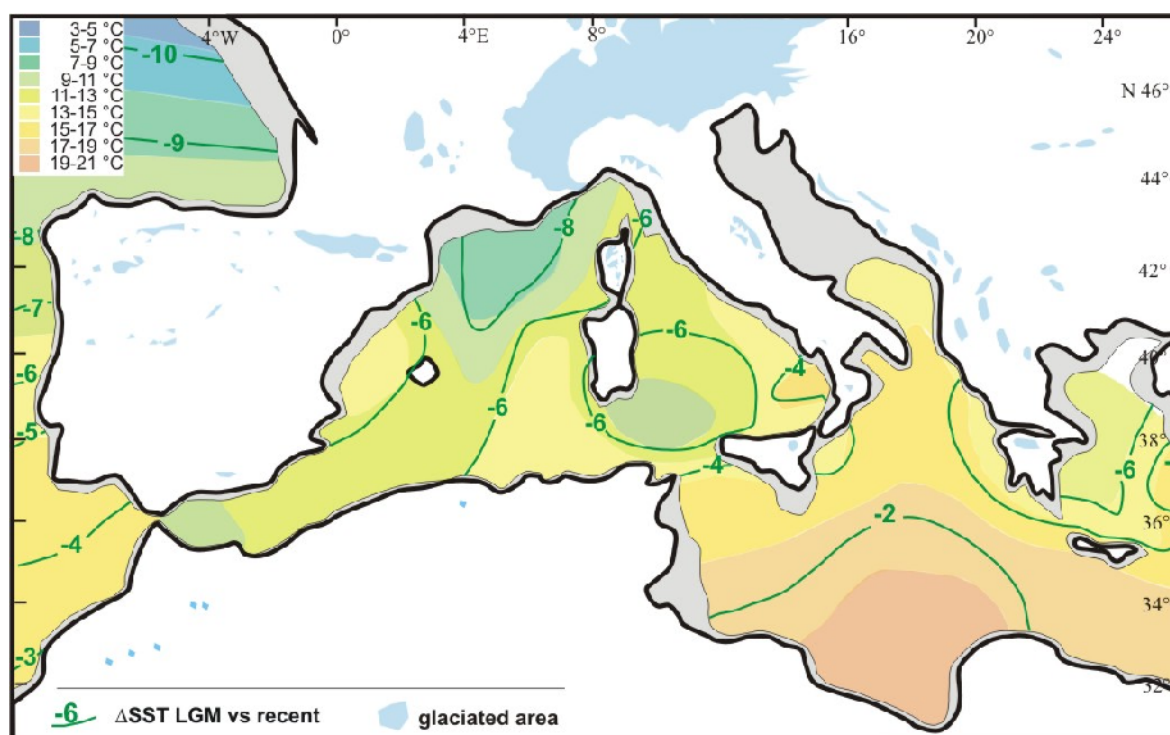 3-5 °C
5-7 °C
7-9 °C
9-11 °C
11-13 °C
13-15 °C
15-17 °C
17-19 °C
19-21 °C
4°W 0° 4°E 8° 16° 20° 24°
N 46°
44°
42°
40°
38°
36°
34°
32°
-10
-9
-8
-7
-6
-5
-4
-3
-8
-6
-6
-6
-6
-6
-4
-4
-2
-6
-6 ΔSST LGM vs recent
glaciated area